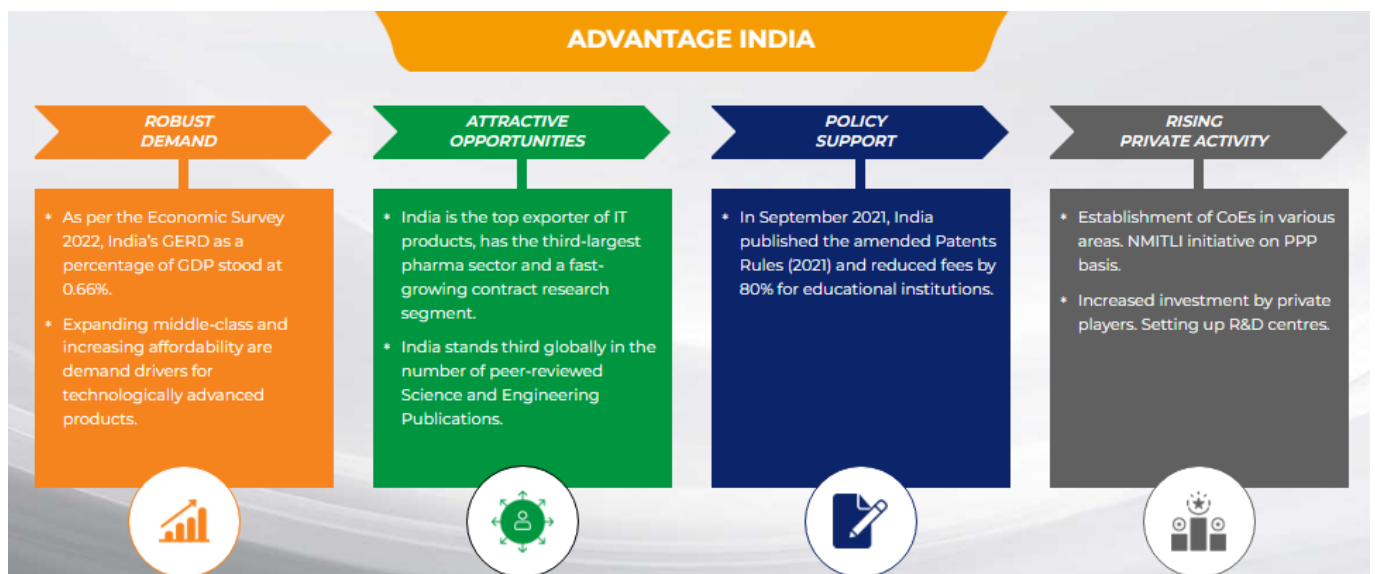 ADVANTAGE INDIA
ROBUST
DEMAND
* As per the Economic Survey
2022, India's GERD as a
percentage of GDP stood at
0.66%.
* Expanding middle-class and
increasing affordability are
demand drivers for
technologically advanced
products.
ATTRACTIVE
OPPORTUNITIES
* India is the top exporter of IT
products, has the third-largest
pharma sector and a fast-
growing contract research
segment.
* India stands third globally in the
number of peer-reviewed
Science and Engineering
Publications.
POLICY
SUPPORT
* In September 2021, India
published the amended Patents
Rules (2021) and reduced fees by
80% for educational institutions.
RISING
PRIVATE ACTIVITY
* Establishment of CoEs in various
areas. NMITLI initiative on PPP
basis.
* Increased investment by private
players. Setting up R&D centres.